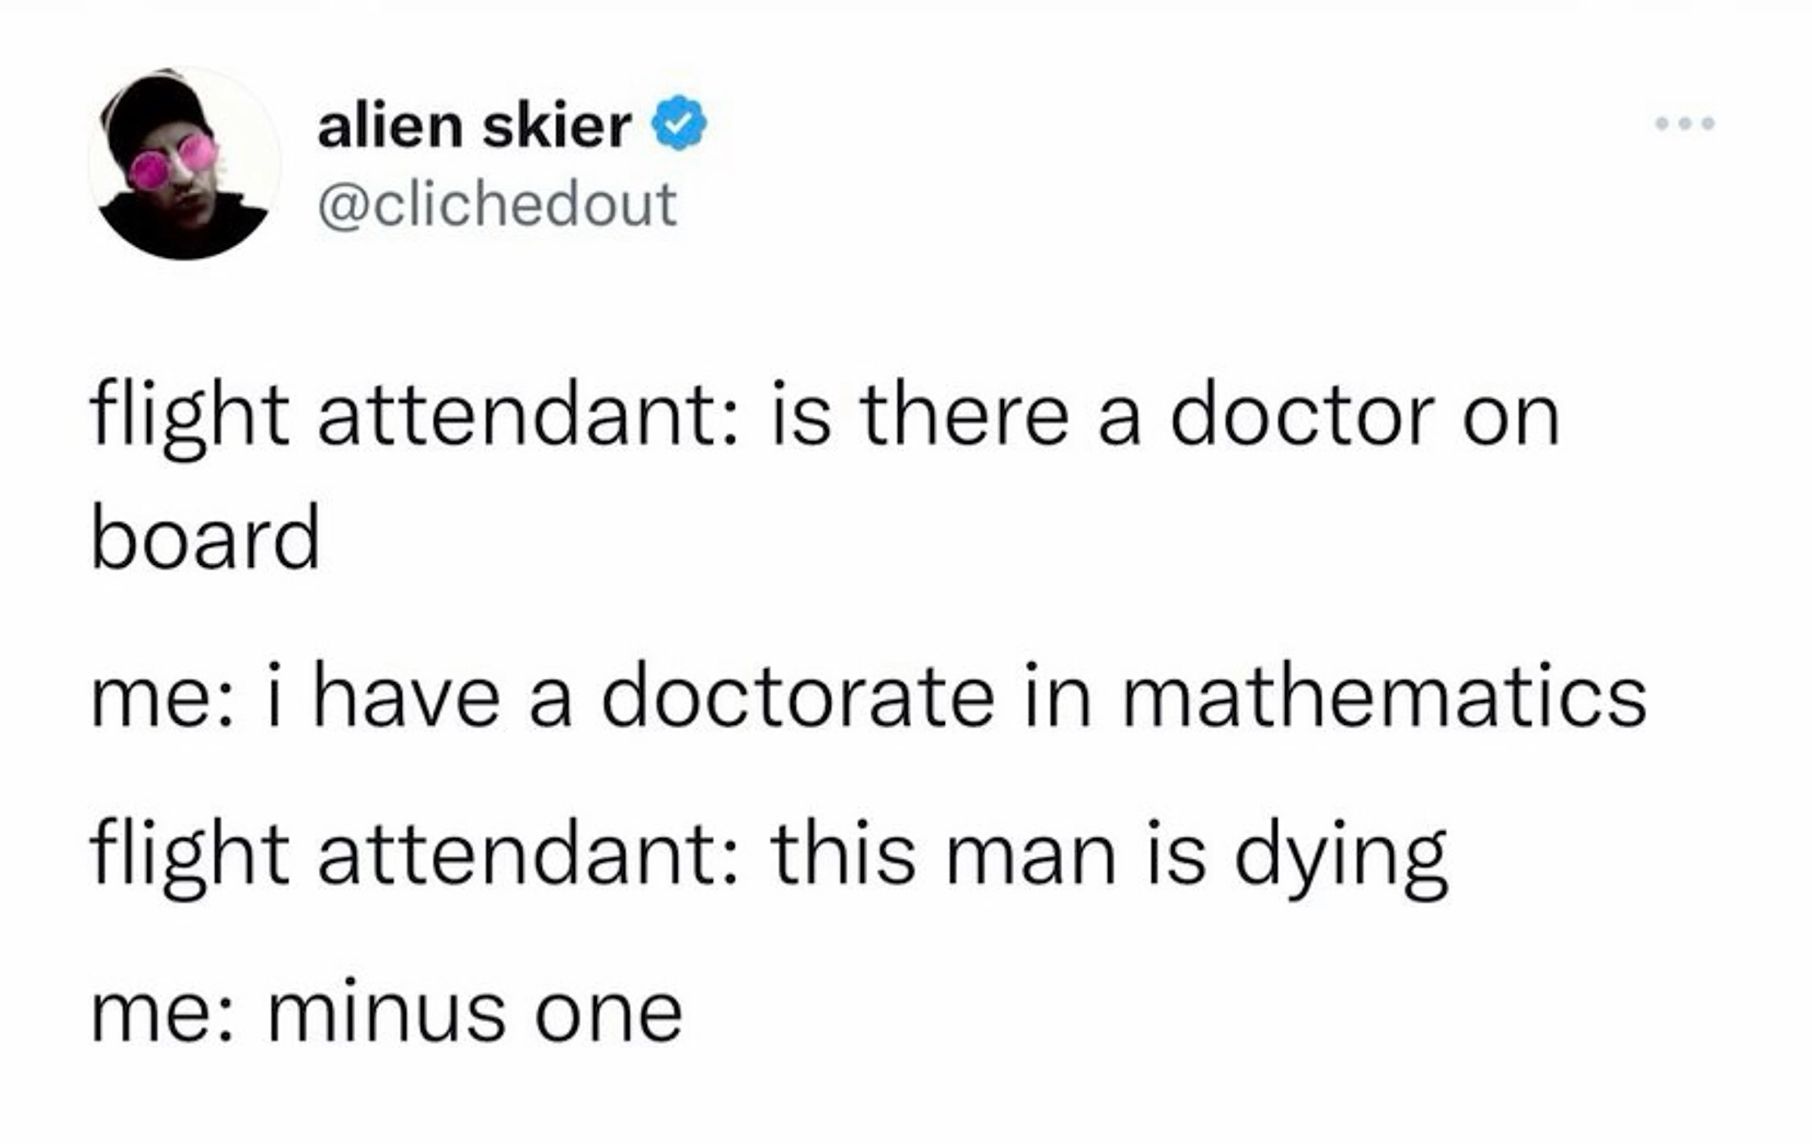 alien skier
@clichedout
flight attendant: is there a doctor on
board
me: i have a doctorate in mathematics
flight attendant: this man is dying
me: minus one